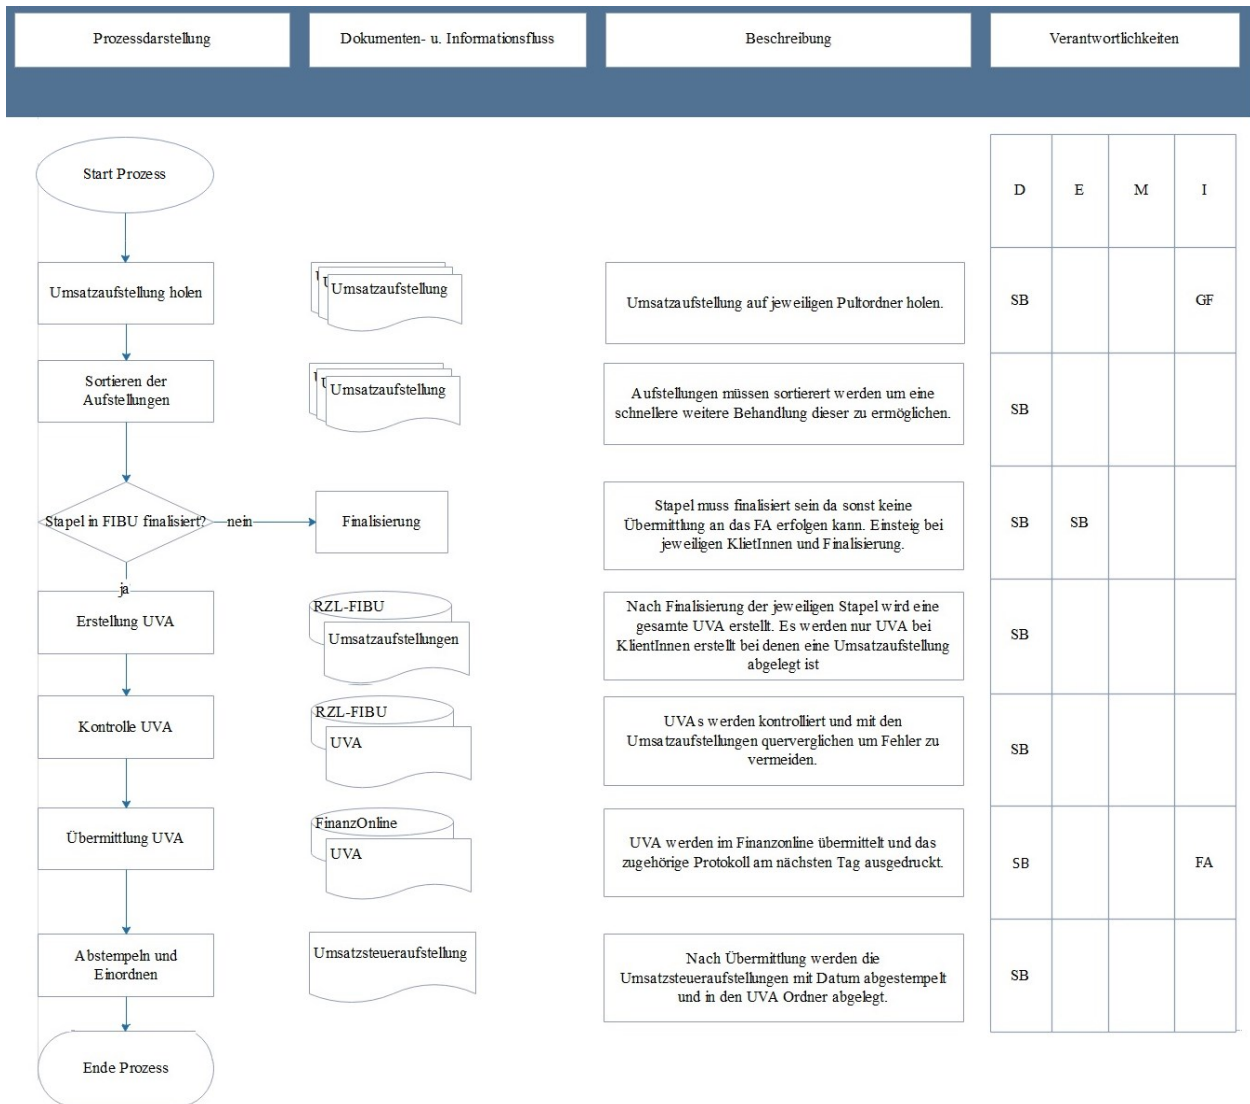 Prozessdarstellung
Dokumenten- u. Informationsfluss
Beschreibung
Verantwortlichkeiten
Start Prozess
D
E
M
I
Umsatzaufstellung holen
U
U
Umsatzaufstellung
Umsatzaufstellung auf jeweiligen Pultordner holen.
SB
GF
Sortieren der
Aufstellungen
U
U
Umsatzaufstellung
Aufstellungen müssen sortierert werden um eine
schnellere weitere Behandlung dieser zu ermöglichen.
SB
Stapel in FIBU finalisiert?
nein
Finalisierung
Stapel muss finalisiert sein da sonst keine
Übermittlung an das FA erfolgen kann. Einsteig bei
jeweiligen KlietInnen und Finalisierung.
SB
SB
ja
Erstellung UVA
RZL-FIBU
Umsatzaufstellungen
Nach Finalisierung der jeweiligen Stapel wird eine
gesamte UVA erstellt. Es werden nur UVA bei
KlientInnen erstellt bei denen eine Umsatzaufstellung
abgelegt ist
SB
Kontrolle UVA
RZL-FIBU
UVA
UVAs werden kontrolliert und mit den
Umsatzaufstellungen querverglichen um Fehler zu
vermeiden.
SB
Übermittlung UVA
FinanzOnline
UVA
UVA werden im Finanzonline übermittelt und das
zugehörige Protokoll am nächsten Tag ausgedruckt.
SB
FA
Abstempeln und
Einordnen
Umsatzsteueraufstellung
Nach Übermittlung werden die
Umsatzsteueraufstellungen mit Datum abgestempelt
und in den UVA Ordner abgelegt.
SB
Ende Prozess